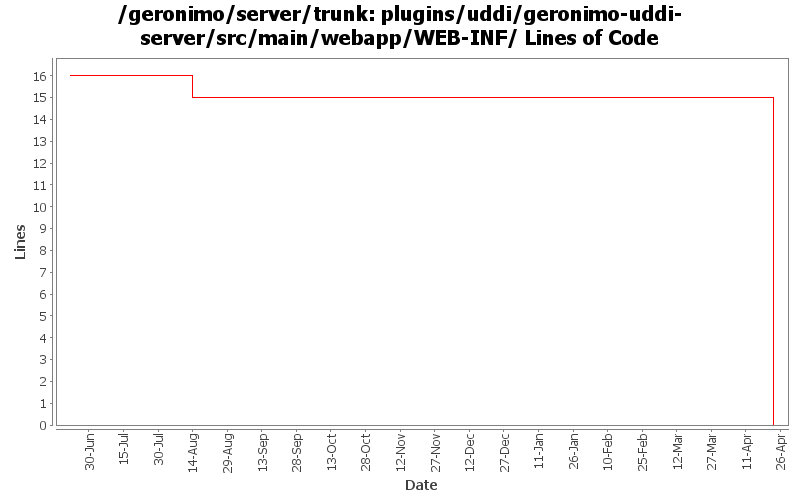 /geronimo/server/trunk: plugins/uddi/geronimo-uddi-
server/src/main/webapp/WEB-INF/ Lines of Code
16
15
14
13
12
11
10
9
8
7
6
5
4
3
2
1
0
Lines
30-Jun
15-Jul
30-Jul
14-Aug
29-Aug
13-Sep
28-Sep
13-Oct
28-Oct
12-Nov
27-Nov
12-Dec
27-Dec
11-Jan
26-Jan
10-Feb
25-Feb
12-Mar
27-Mar
11-Apr
26-Apr
Date